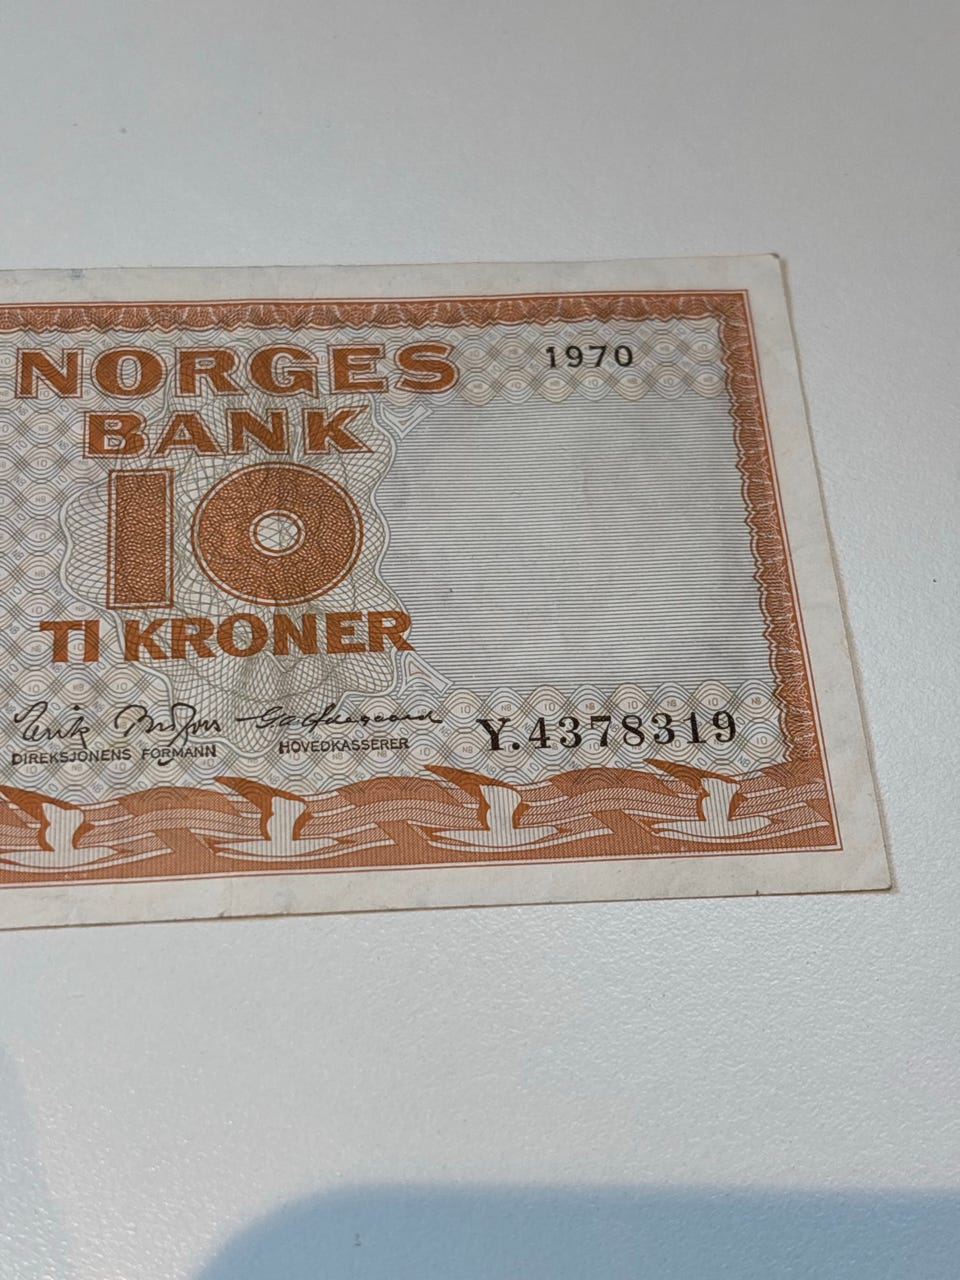 NORGES
1970
BANK
10
TI KRONER
DIREKSJONENS FORMANN
HOVEDKASSERER
Y.4378319